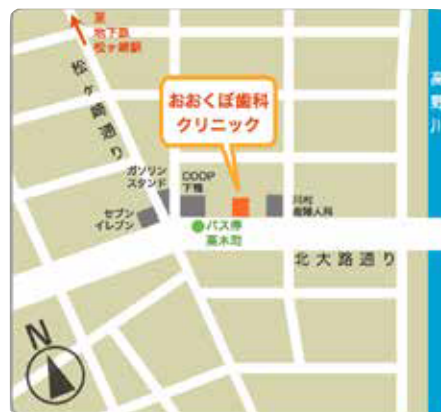 至
地下鉄
松ヶ崎駅
松ヶ崎通り
おおくぼ歯科
クリニック
高野川
ガソリン
スタンド
COOP
下鴨
川村
産婦人科
セブン
イレブン
バス停
高木町
北大路通り
N